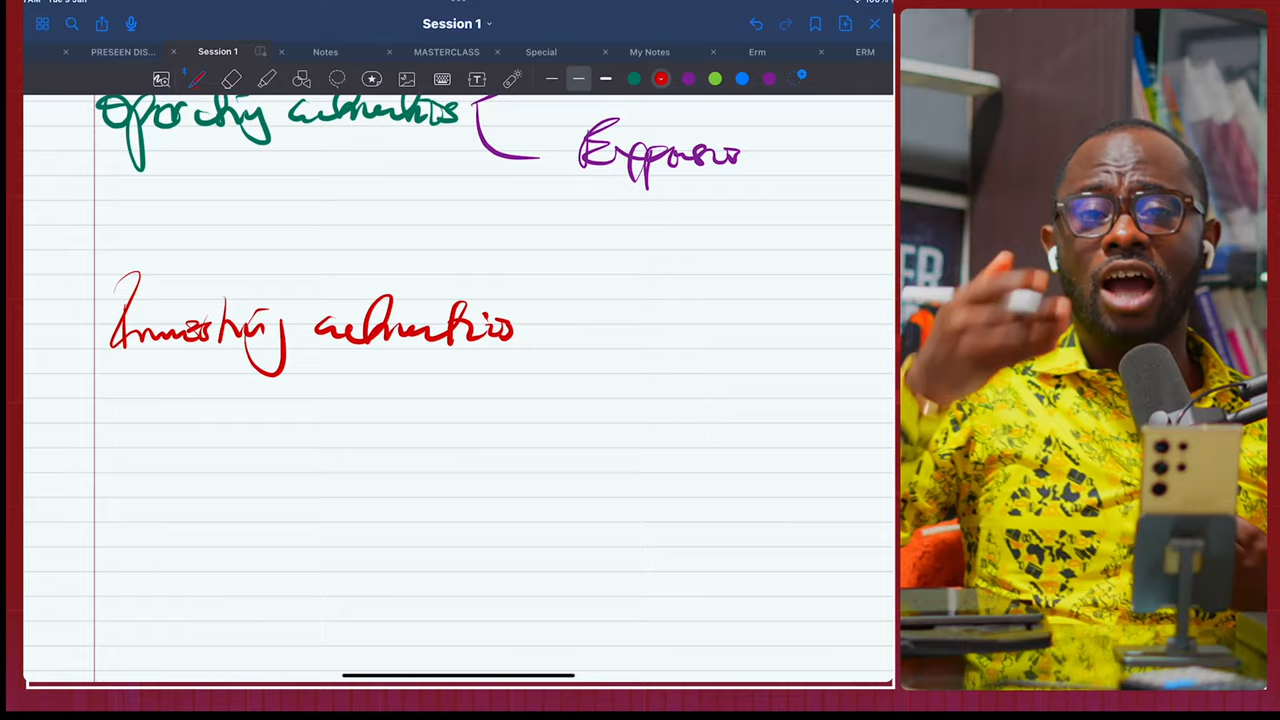 Session 1
PRESEEN DIS...
Session 1
Notes
MASTERCLASS
Special
My Notes
Erm
ERM
Operating activities
Expenses
Investing activities